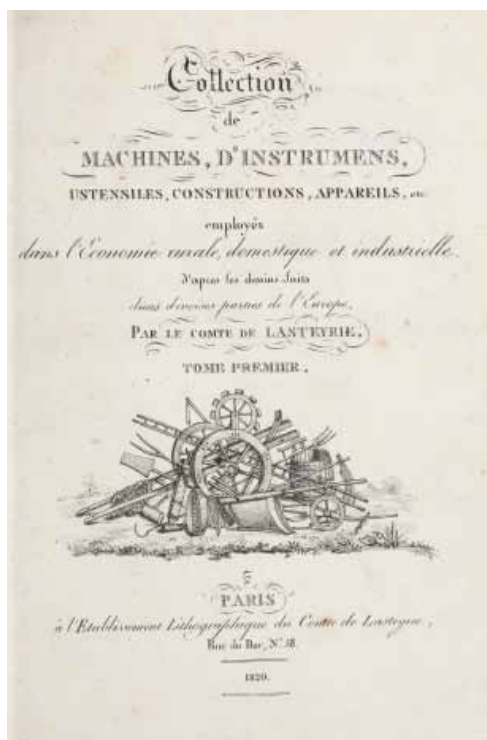 Collection
de
MACHINES, D'INSTRUMENS,
USTENSILES, CONSTRUCTIONS, APPAREILS, etc.
employés
dans l'Économie rurale, domestique et industrielle.
d'après les dessins faits
dans diverses parties de l'Europe,
PAR LE COMTE DE LASTEYRIE.
TOME PREMIER.
PARIS
à l'Etablissement Lithographique du Comte de Lasteyrie,
Rue du Bac, N.º 58.
1820.